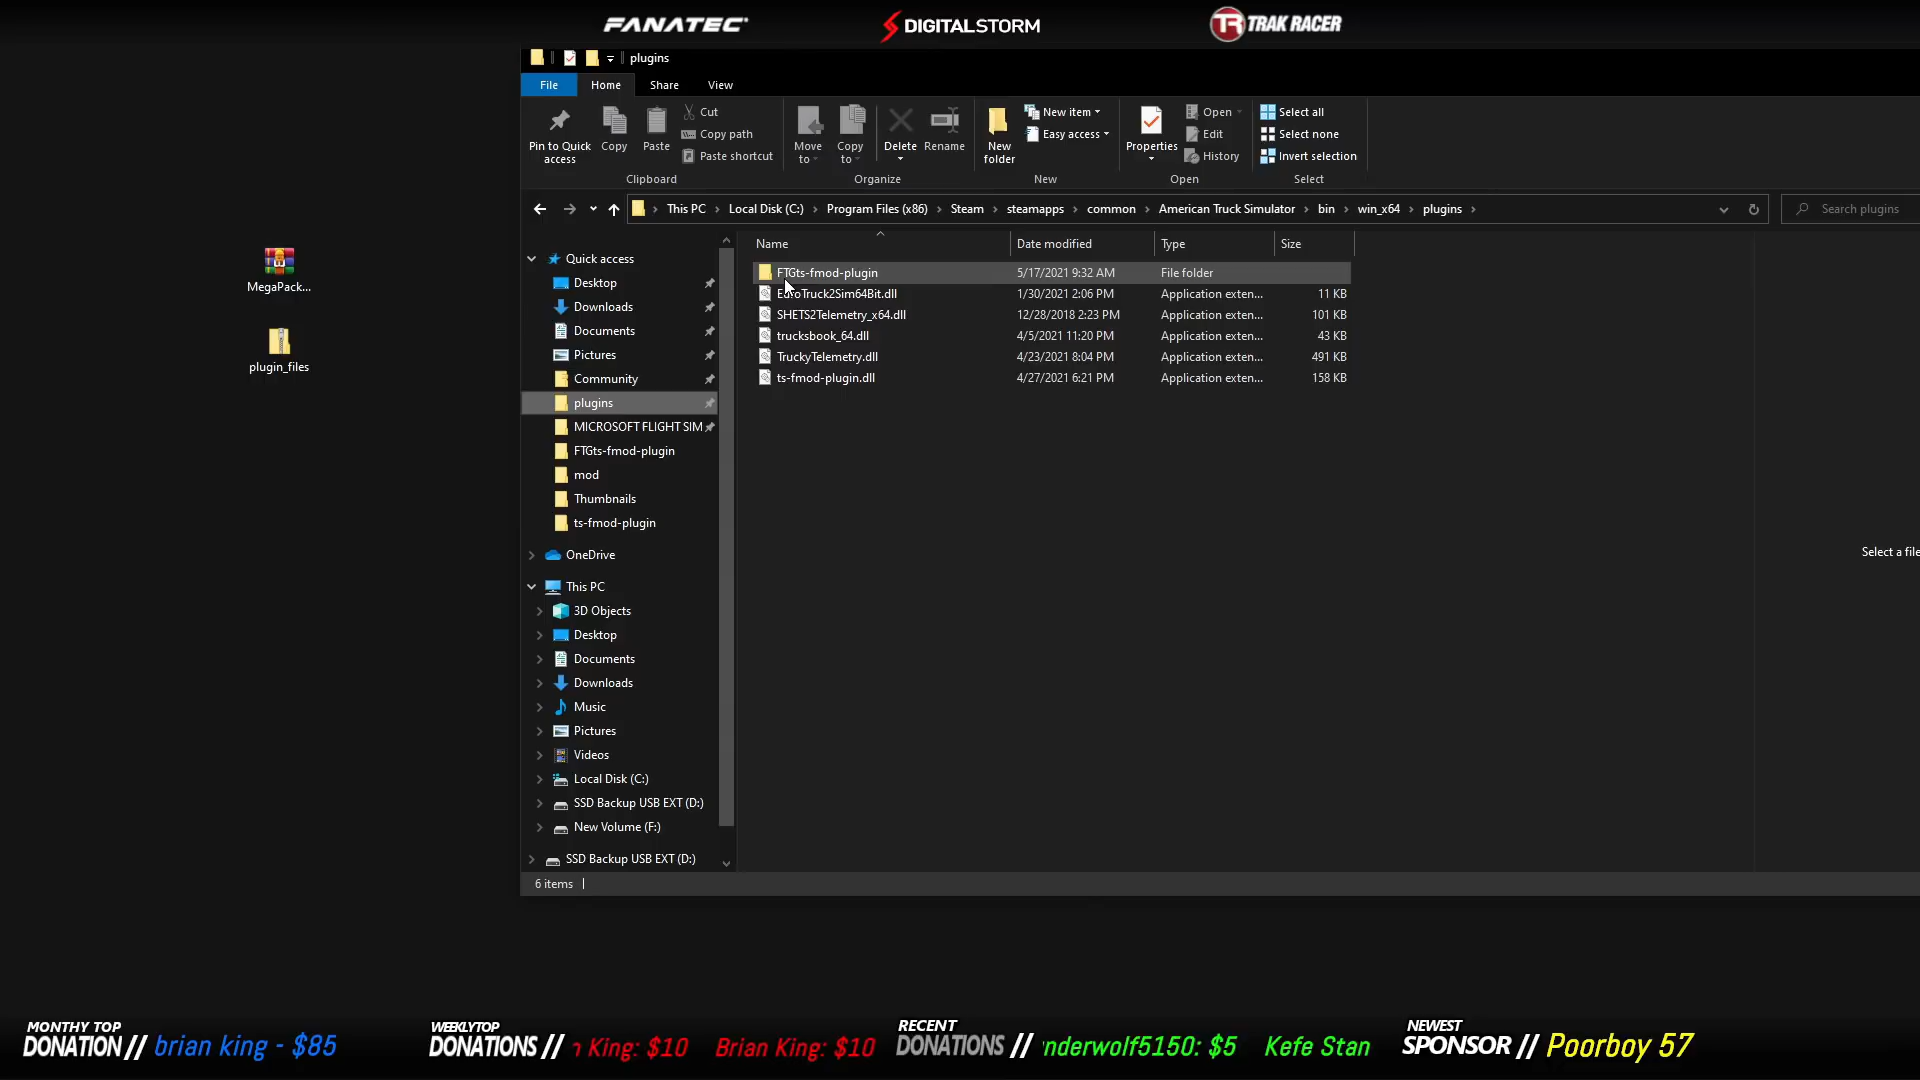 FANATEC
DIGITALSTORM
TR TRAK RACER
plugins
File Home Share View
Pin to Quick access
Copy
Paste
Cut
Copy path
Paste shortcut
Clipboard
Move to
Copy to
Delete
Rename
Organize
New folder
New item
Easy access
New
Properties
Open
Edit
History
Open
Select all
Select none
Invert selection
Select
This PC > Local Disk (C:) > Program Files (x86) > Steam > steamapps > common > American Truck Simulator > bin > win_x64 > plugins >
Search plugins
MegaPack...
plugin_files
Quick access
Desktop
Downloads
Documents
Pictures
Community
plugins
MICROSOFT FLIGHT SIM
FTGts-fmod-plugin
mod
Thumbnails
ts-fmod-plugin
OneDrive
This PC
3D Objects
Desktop
Documents
Downloads
Music
Pictures
Videos
Local Disk (C:)
SSD Backup USB EXT (D:)
New Volume (F:)
SSD Backup USB EXT (D:)
Name Date modified Type Size
FTGts-fmod-plugin 5/17/2021 9:32 AM File folder
EuroTruck2Sim64Bit.dll 1/30/2021 2:06 PM Application exten... 11 KB
SHETS2Telemetry_x64.dll 12/28/2018 2:23 PM Application exten... 101 KB
trucksbook_64.dll 4/5/2021 11:20 PM Application exten... 43 KB
TruckyTelemetry.dll 4/23/2021 8:04 PM Application exten... 491 KB
ts-fmod-plugin.dll 4/27/2021 6:21 PM Application exten... 158 KB
Select a file
6 items
MONTHY TOP
DONATION // brian king - $85
WEEKLY TOP
DONATIONS // n King: $10 Brian King: $10
RECENT
DONATIONS // nderwolf5150: $5 Kefe Stan
NEWEST
SPONSOR // Poorboy 57